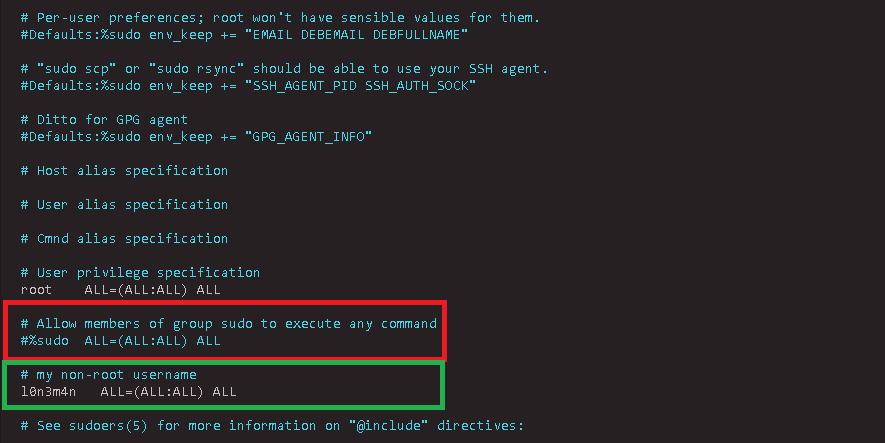 # Per-user preferences; root won't have sensible values for them.
#Defaults:%sudo env_keep += "EMAIL DEBEMAIL DEBFULLNAME"
# "sudo scp" or "sudo rsync" should be able to use your SSH agent.
#Defaults:%sudo env_keep += "SSH_AGENT_PID SSH_AUTH_SOCK"
# Ditto for GPG agent
#Defaults:%sudo env_keep += "GPG_AGENT_INFO"
# Host alias specification
# User alias specification
# Cmnd alias specification
# User privilege specification
root    ALL=(ALL:ALL) ALL
# Allow members of group sudo to execute any command
#%sudo  ALL=(ALL:ALL) ALL
# my non-root username
l0n3m4n   ALL=(ALL:ALL) ALL
# See sudoers(5) for more information on "@include" directives: